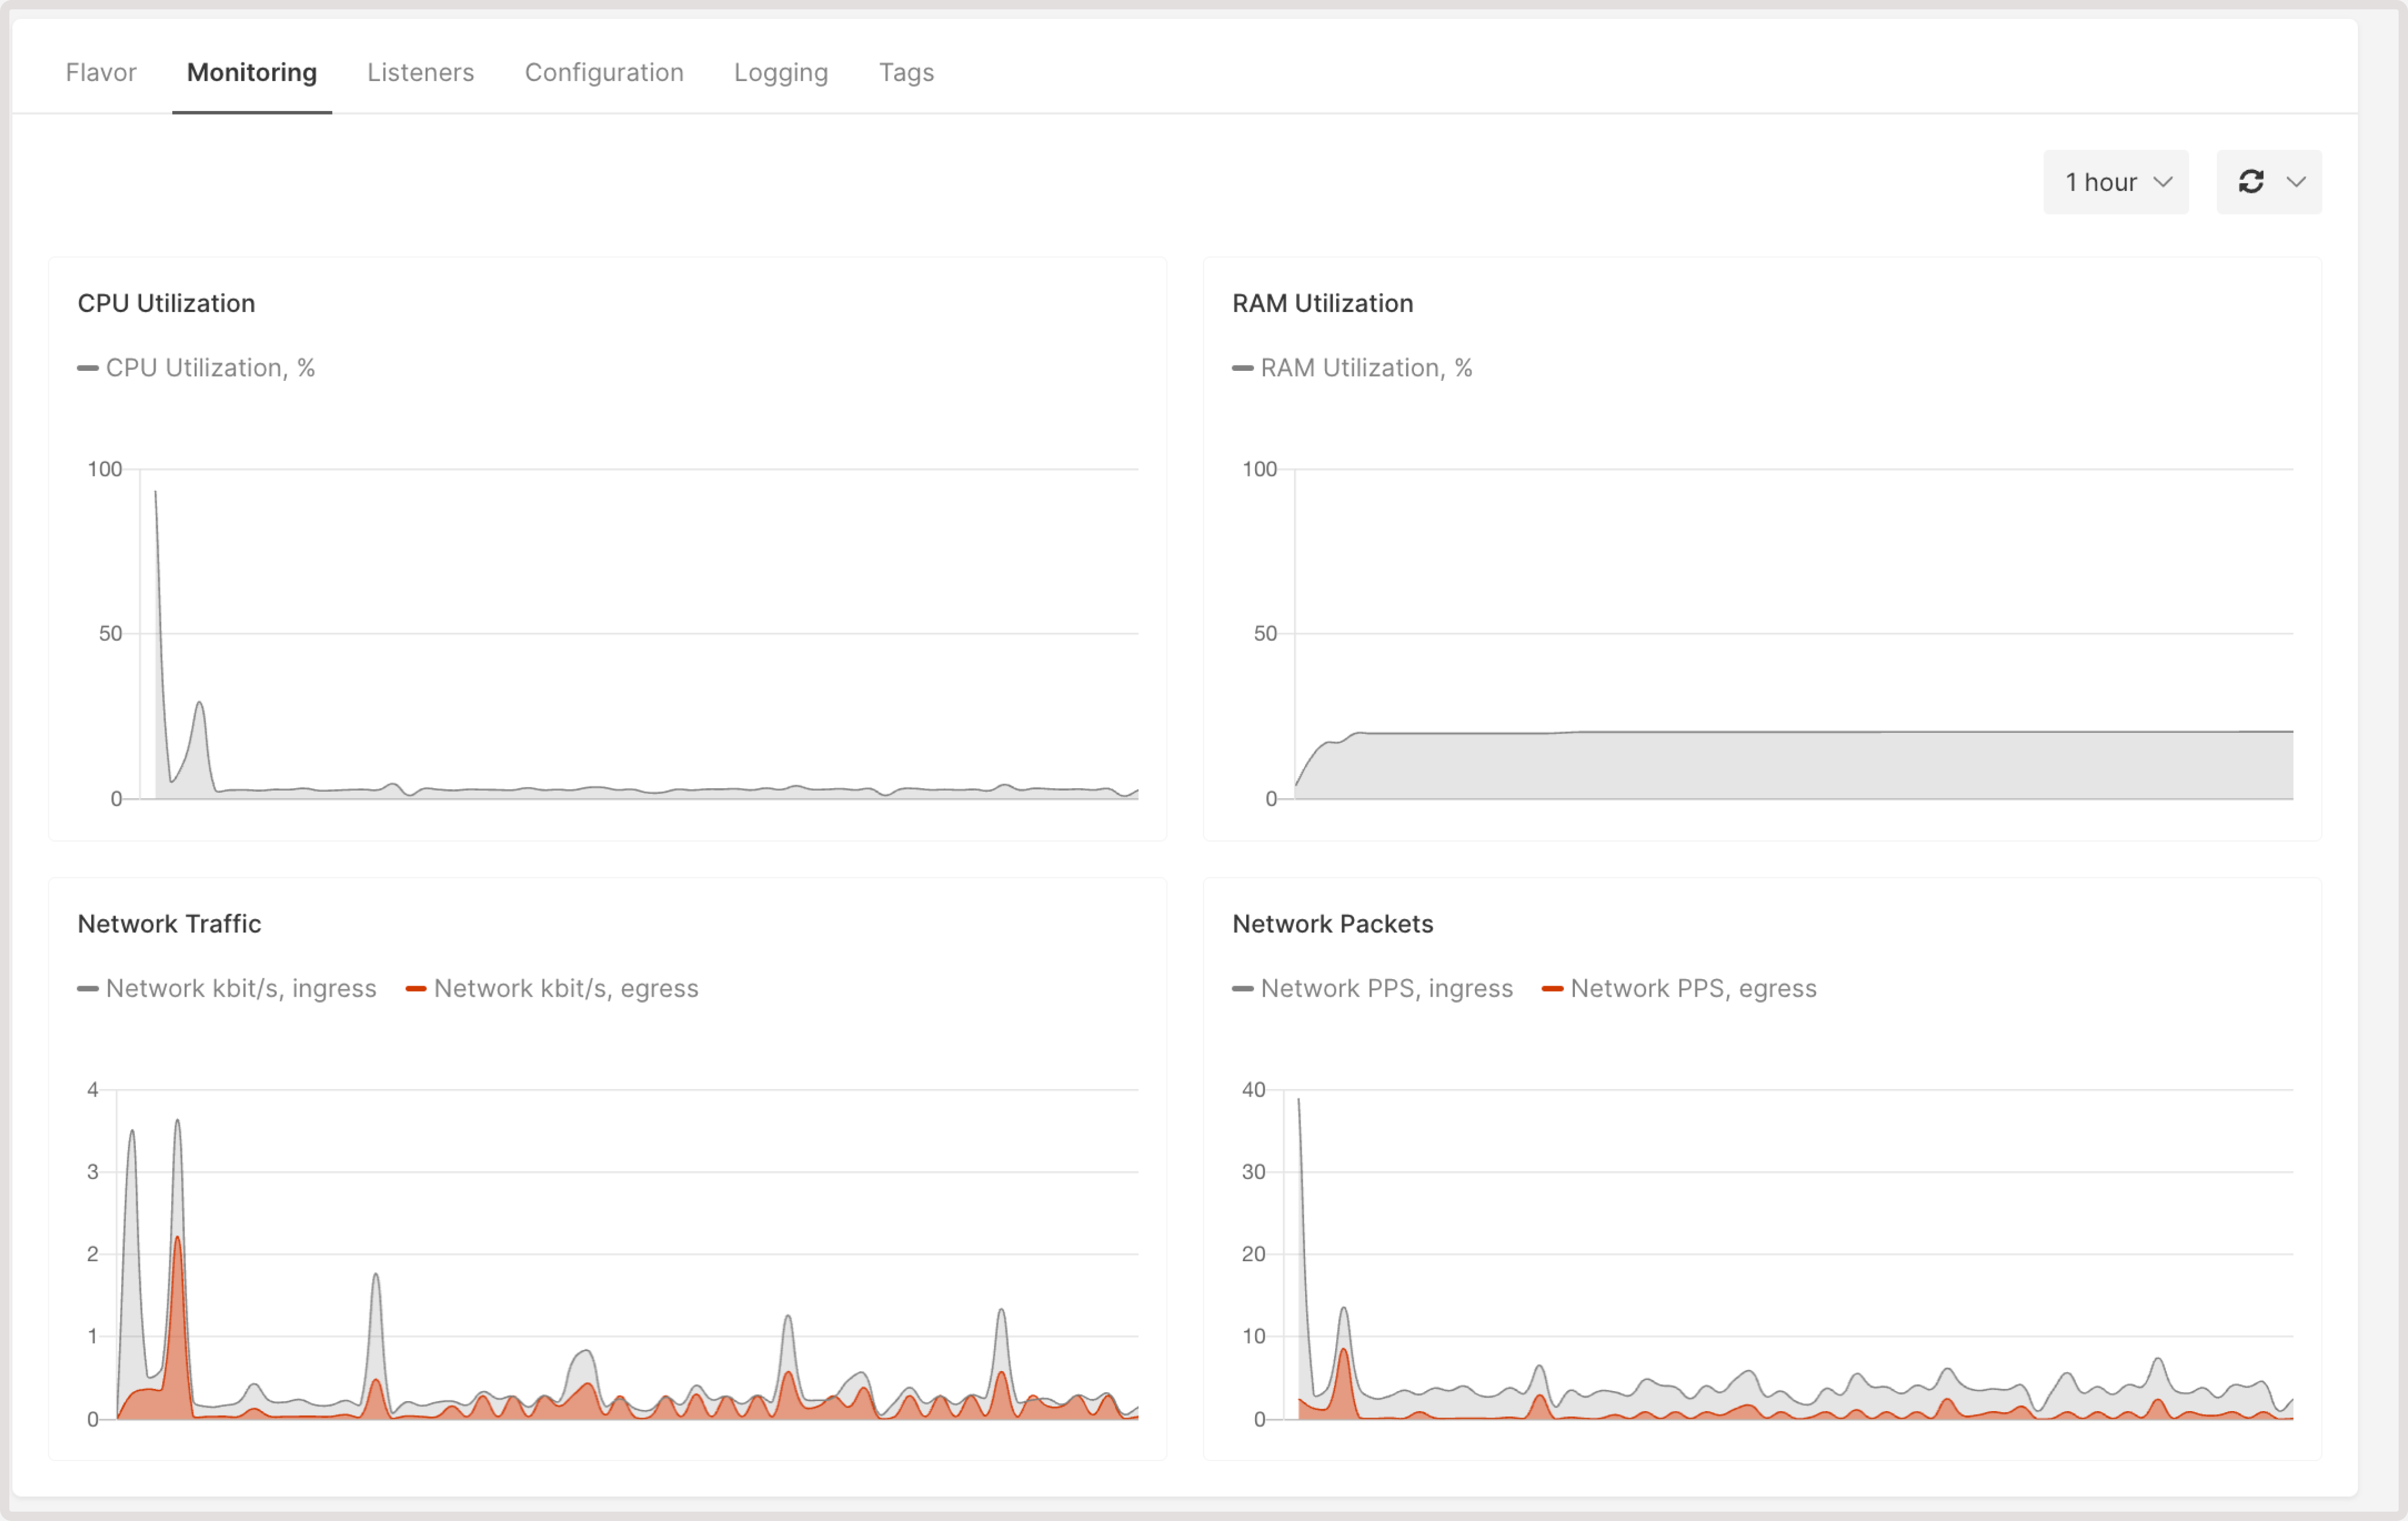 Flavor Monitoring Listeners Configuration Logging Tags
1 hour
CPU Utilization
CPU Utilization, %
100
50
0
RAM Utilization
RAM Utilization, %
100
50
0
Network Traffic
Network kbit/s, ingress Network kbit/s, egress
4
3
2
1
0
Network Packets
Network PPS, ingress Network PPS, egress
40
30
20
10
0